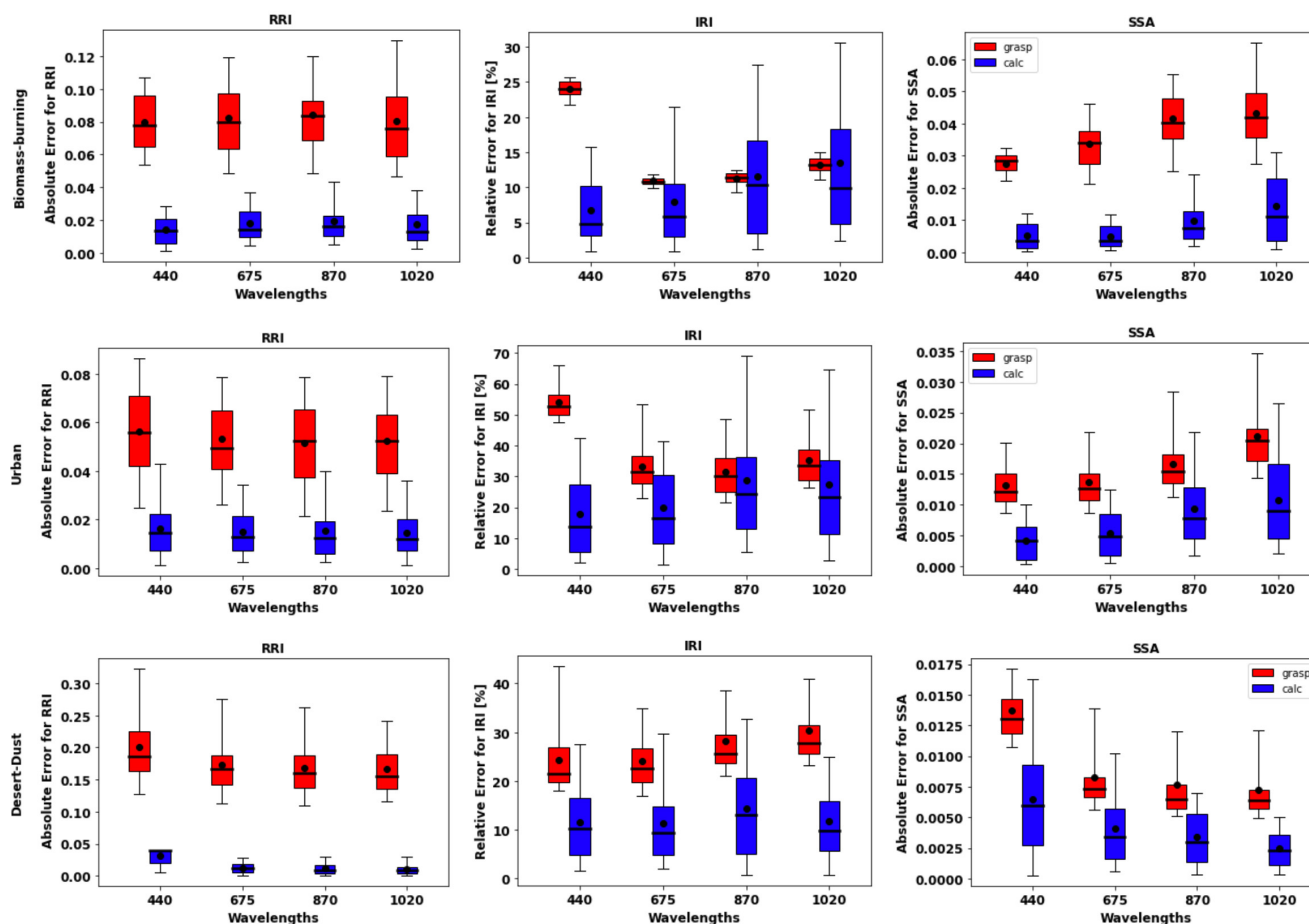 RRI
IRI
SSA
Biomass-burning
Absolute Error for RRI
0.12
0.10
0.08
0.06
0.04
0.02
0.00
440 675 870 1020
Wavelengths
Relative Error for IRI [%]
30
25
20
15
10
5
0
440 675 870 1020
Wavelengths
Absolute Error for SSA
0.06
0.05
0.04
0.03
0.02
0.01
0.00
grasp
calc
440 675 870 1020
Wavelengths
RRI
IRI
SSA
Urban
Absolute Error for RRI
0.08
0.06
0.04
0.02
0.00
440 675 870 1020
Wavelengths
Relative Error for IRI [%]
70
60
50
40
30
20
10
0
440 675 870 1020
Wavelengths
Absolute Error for SSA
0.035
0.030
0.025
0.020
0.015
0.010
0.005
0.000
grasp
calc
440 675 870 1020
Wavelengths
RRI
IRI
SSA
Desert-Dust
Absolute Error for RRI
0.30
0.25
0.20
0.15
0.10
0.05
0.00
440 675 870 1020
Wavelengths
Relative Error for IRI [%]
40
30
20
10
0
440 675 870 1020
Wavelengths
Absolute Error for SSA
0.0175
0.0150
0.0125
0.0100
0.0075
0.0050
0.0025
0.0000
grasp
calc
440 675 870 1020
Wavelengths